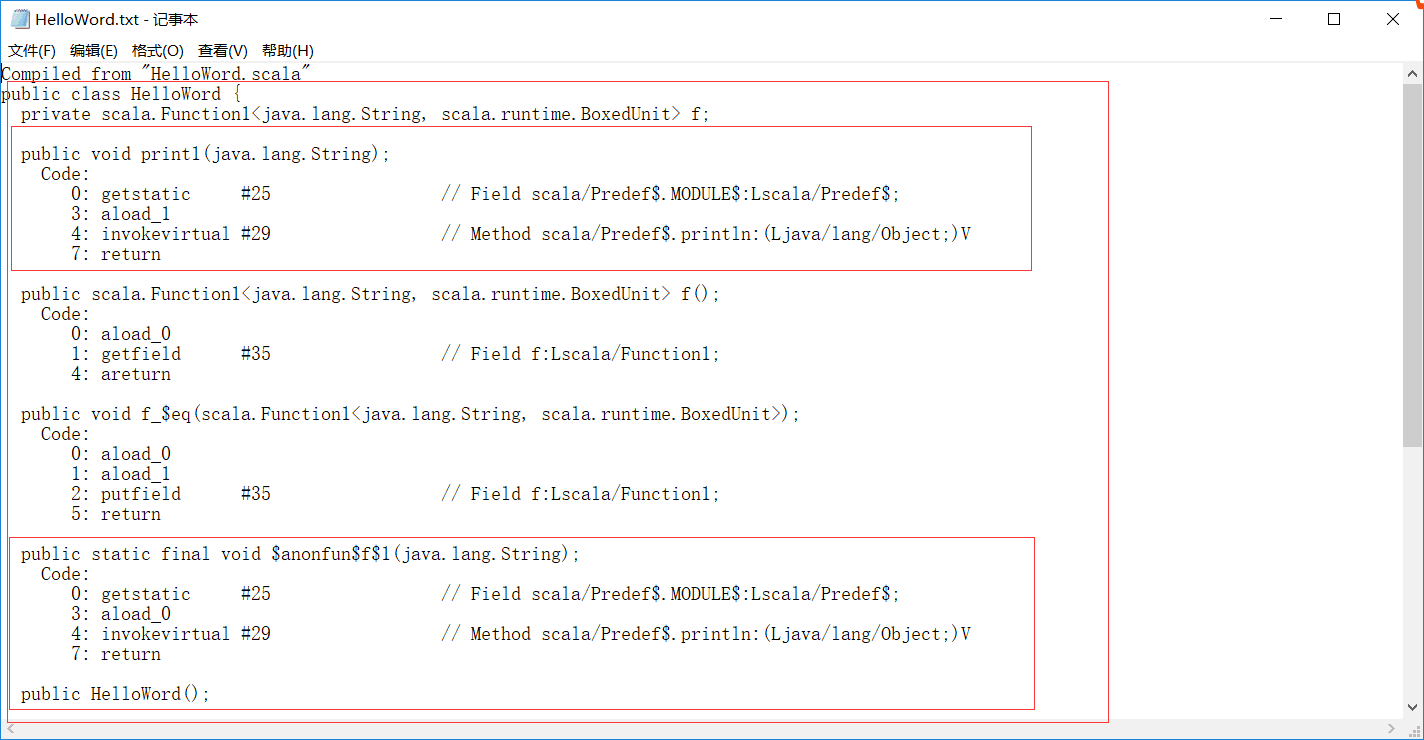 HelloWord.txt - 记事本
文件(F) 编辑(E) 格式(O) 查看(V) 帮助(H)
Compiled from "HelloWord.scala"
public class HelloWord {
  private scala.Function1<java.lang.String, scala.runtime.BoxedUnit> f;
  public void print1(java.lang.String);
    Code:
       0: getstatic     #25                 // Field scala/Predef$.MODULE$:Lscala/Predef$;
       3: aload_1
       4: invokevirtual #29                 // Method scala/Predef$.println:(Ljava/lang/Object;)V
       7: return
  public scala.Function1<java.lang.String, scala.runtime.BoxedUnit> f();
    Code:
       0: aload_0
       1: getfield      #35                 // Field f:Lscala/Function1;
       4: areturn
  public void f_$eq(scala.Function1<java.lang.String, scala.runtime.BoxedUnit>);
    Code:
       0: aload_0
       1: aload_1
       2: putfield      #35                 // Field f:Lscala/Function1;
       5: return
  public static final void $anonfun$f$1(java.lang.String);
    Code:
       0: getstatic     #25                 // Field scala/Predef$.MODULE$:Lscala/Predef$;
       3: aload_0
       4: invokevirtual #29                 // Method scala/Predef$.println:(Ljava/lang/Object;)V
       7: return
  public HelloWord();